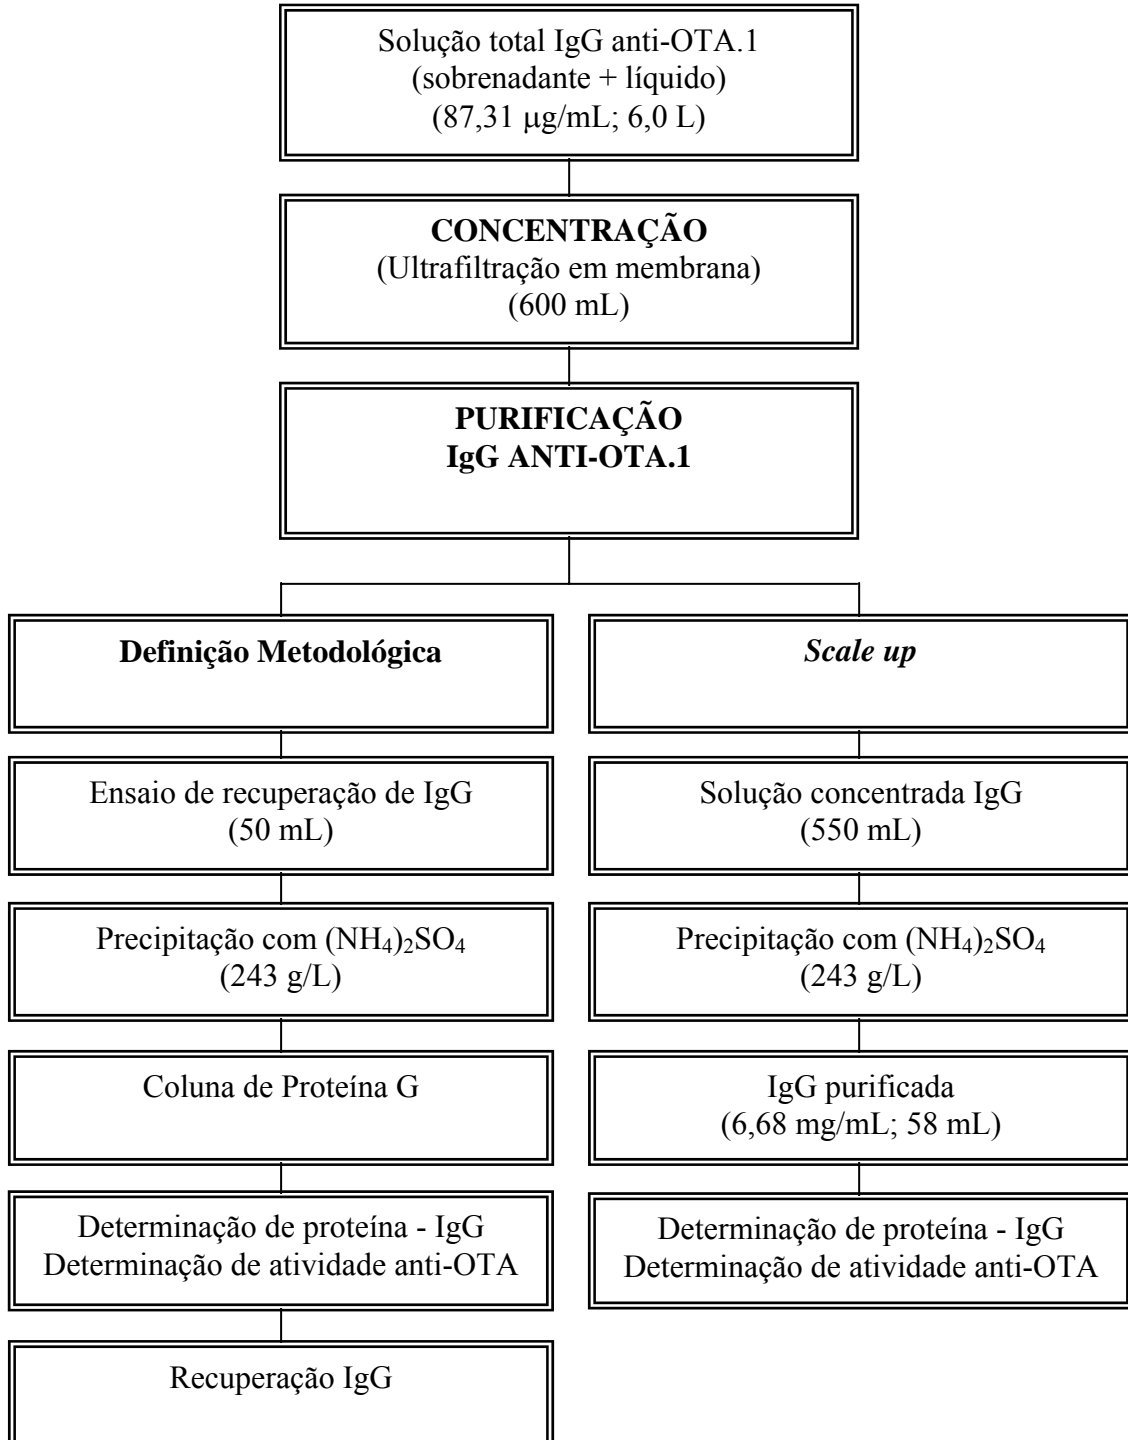 Solução total IgG anti-OTA.1
(sobrenadante + líquido)
(87,31 μg/mL; 6,0 L)
CONCENTRAÇÃO
(Ultrafiltração em membrana)
(600 mL)
PURIFICAÇÃO
IgG ANTI-OTA.1
Definição Metodológica
Ensaio de recuperação de IgG
(50 mL)
Precipitação com (NH₄)₂SO₄
(243 g/L)
Coluna de Proteína G
Determinação de proteína - IgG
Determinação de atividade anti-OTA
Recuperação IgG
Scale up
Solução concentrada IgG
(550 mL)
Precipitação com (NH₄)₂SO₄
(243 g/L)
IgG purificada
(6,68 mg/mL; 58 mL)
Determinação de proteína - IgG
Determinação de atividade anti-OTA